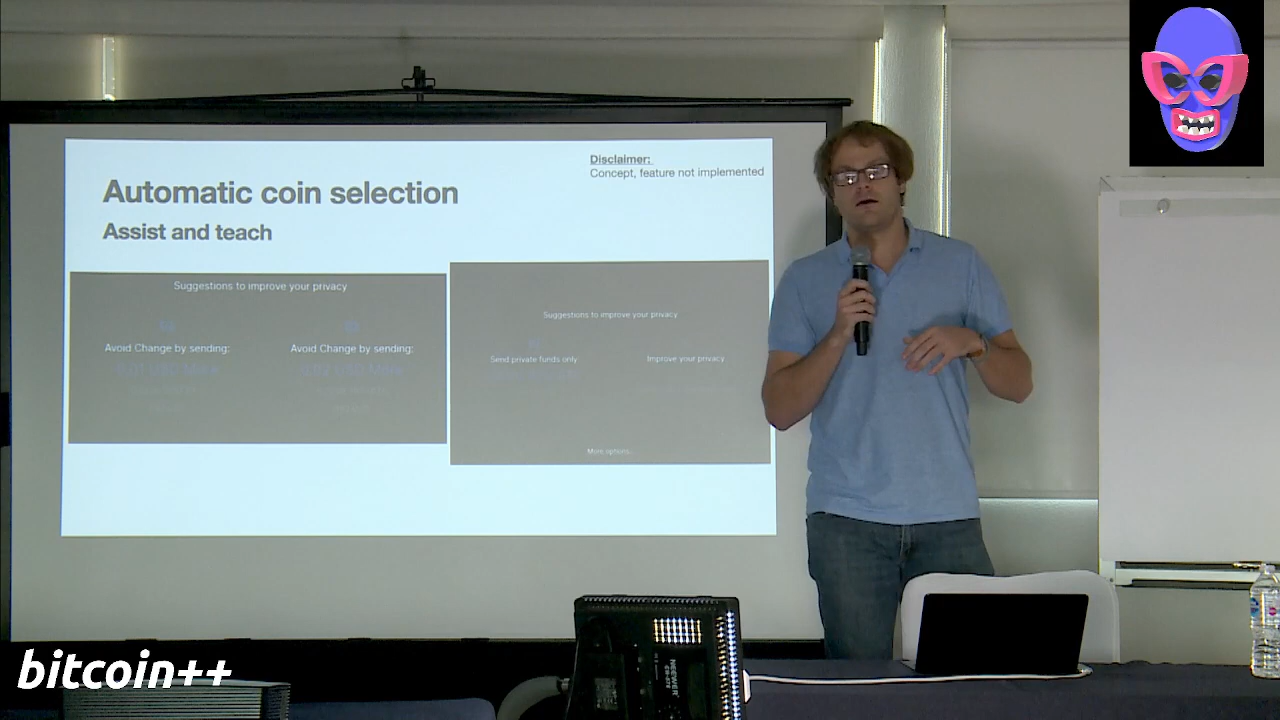 Disclaimer:
Concept, feature not implemented
Automatic coin selection
Assist and teach
Suggestions to improve your privacy
Avoid Change by sending:
Avoid Change by sending:
Suggestions to improve your privacy
Send private funds only
Improve your privacy
More options...
bitcoin++
NEEWER